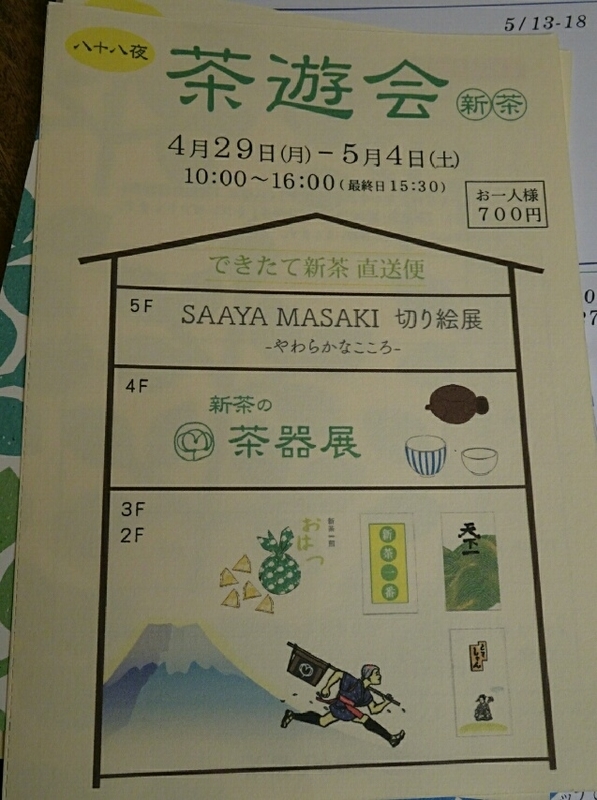 5/13-18
八十八夜
茶遊会 新茶
4月29日(月)-5月4日(土)
10:00～16:00(最終日15:30)
お一人様
700円
できたて新茶 直送便
5F
SAAYA MASAKI 切り絵展
-やわらかなこころ-
4F
新茶の
茶器展
3F
2F
おはつ
新茶一番
天下一